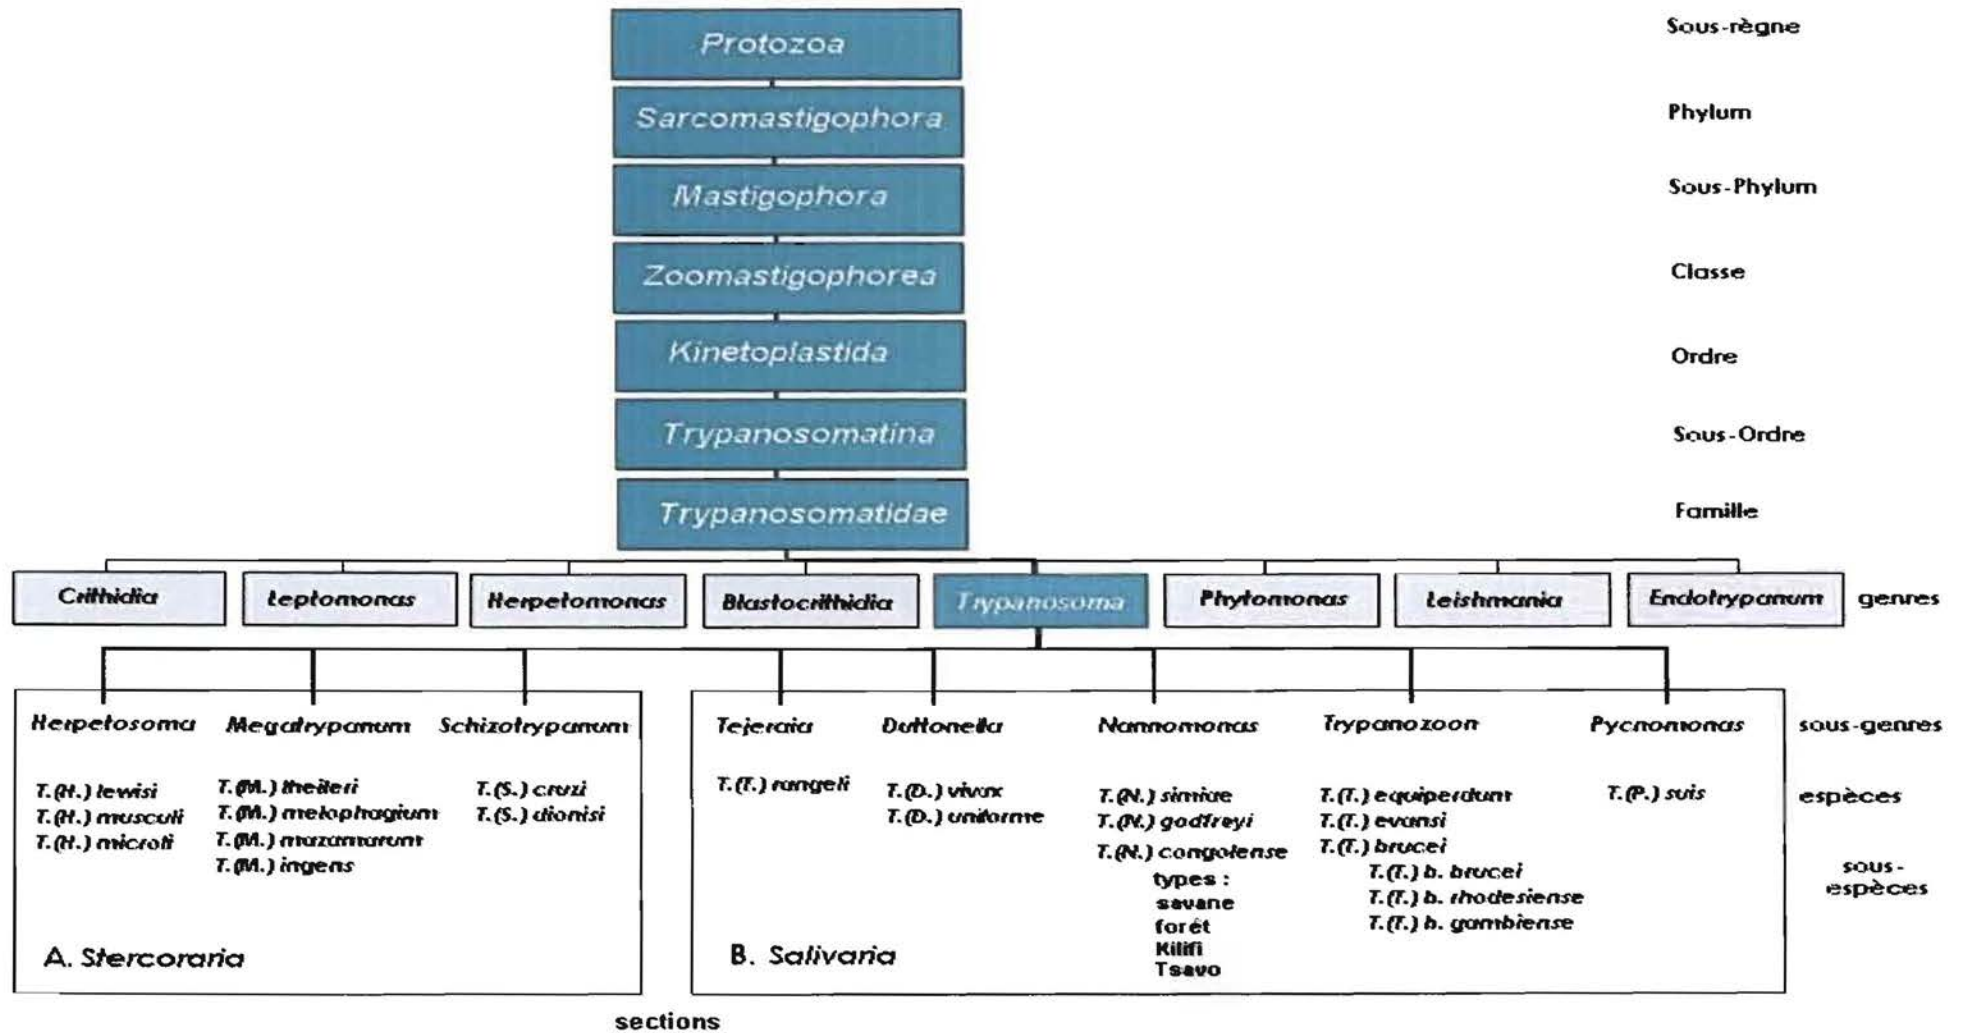 Protozoa Sous-règne
Sarcomastigophora Phylum
Mastigophora Sous-Phylum
Zoomastigophorea Classe
Kinetoplastida Ordre
Trypanosomatina Sous-Ordre
Trypanosomatidae Famille
Crithidia Leptomonas Herpetomonas Blastocrithidia Trypanosoma Phytomonas Leishmania Endotrypanum genres
Herpetosoma Megatrypanum Schizotrypanum Tejeraia Duttonella Nannomonas Trypanozoon Pycnomonas sous-genres
T.(H.) lewisi
T.(H.) musculi
T.(H.) microti
T.(M.) theileri
T.(M.) melophagium
T.(M.) mazamarum
T.(M.) ingens
T.(S.) cruzi
T.(S.) dionisi
A. Stercoraria
T.(T.) rangeli
T.(D.) vivax
T.(D.) uniforme
T.(N.) simiae
T.(N.) godfreyi
T.(N.) congolense
types :
savane
forêt
Kilifi
Tsavo
T.(T.) equiperdum
T.(T.) evansi
T.(T.) brucei
T.(T.) b. brucei
T.(T.) b. rhodesiense
T.(T) b. gambiense
T.(P.) suis
espèces
sous-
espèces
B. Salivaria
sections